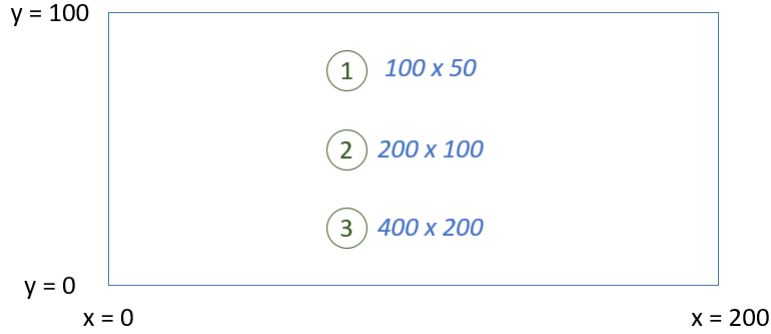 y = 100
1 100 x 50
2 200 x 100
3 400 x 200
y = 0
x = 0 x = 200